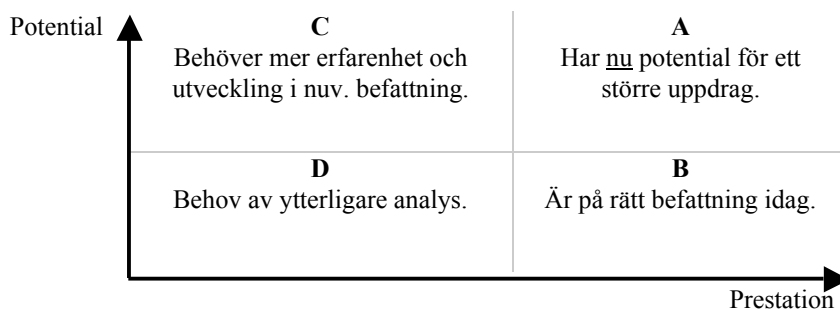 Potential
C
Behöver mer erfarenhet och
utveckling i nuv. befattning.
A
Har nu potential för ett
större uppdrag.
D
Behov av ytterligare analys.
B
Är på rätt befattning idag.
Prestation